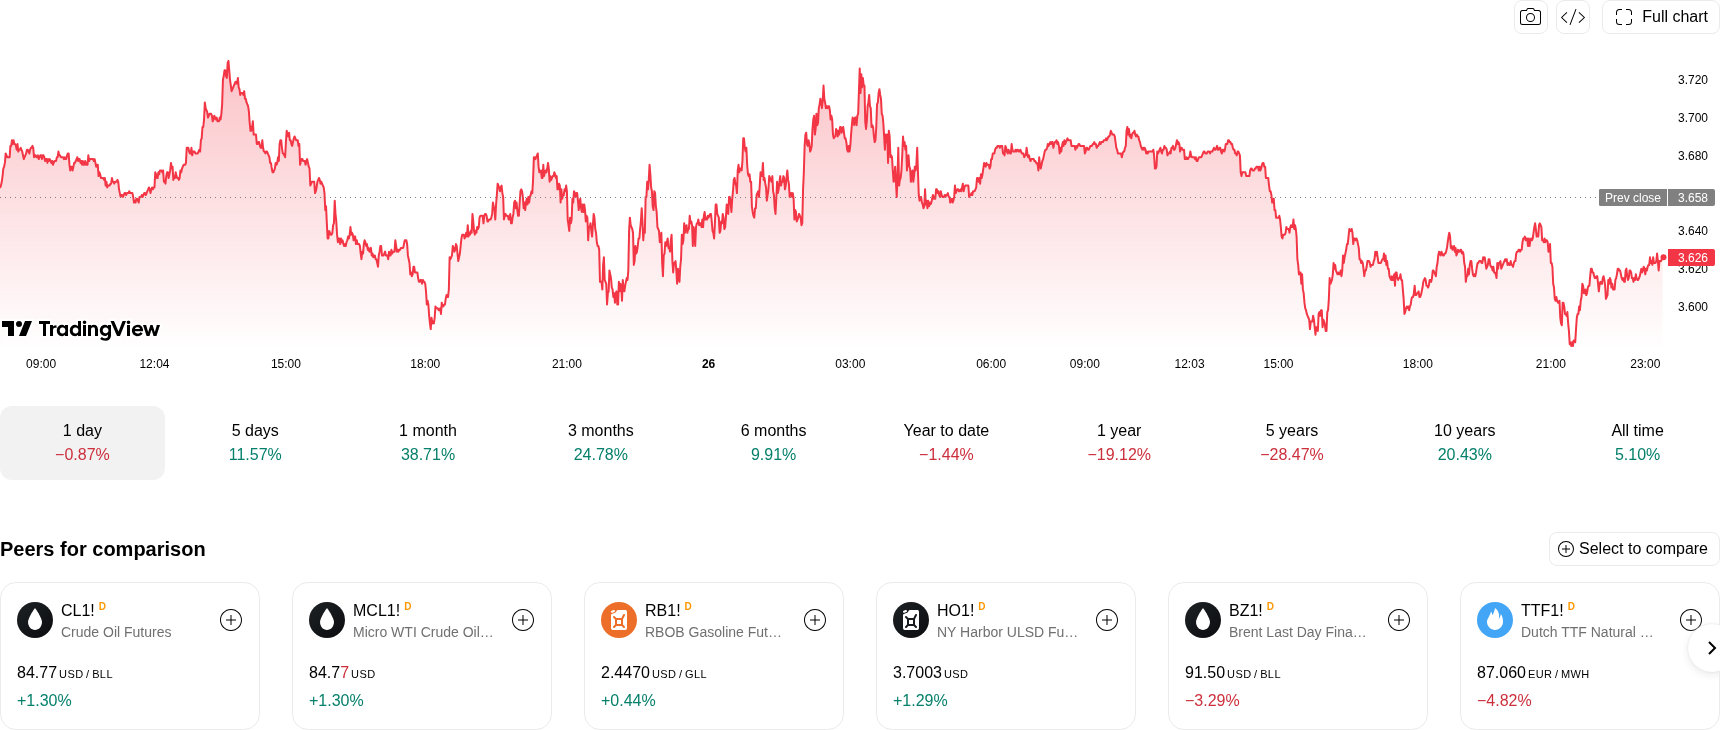 </> Full chart
3.720
3.700
3.680
Prev close 3.658
3.640
3.626
3.620
3.600
TradingView
09:00 12:04 15:00 18:00 21:00 26 03:00 06:00 09:00 12:03 15:00 18:00 21:00 23:00
1 day 5 days 1 month 3 months 6 months Year to date 1 year 5 years 10 years All time
−0.87% 11.57% 38.71% 24.78% 9.91% −1.44% −19.12% −28.47% 20.43% 5.10%
Peers for comparison Select to compare
CL1! D MCL1! D RB1! D HO1! D BZ1! D TTF1! D
Crude Oil Futures Micro WTI Crude Oil… RBOB Gasoline Fut… NY Harbor ULSD Fu… Brent Last Day Fina… Dutch TTF Natural …
84.77 USD / BLL 84.77 USD 2.4470 USD / GLL 3.7003 USD 91.50 USD / BLL 87.060 EUR / MWH
+1.30% +1.30% +0.44% +1.29% −3.29% −4.82%